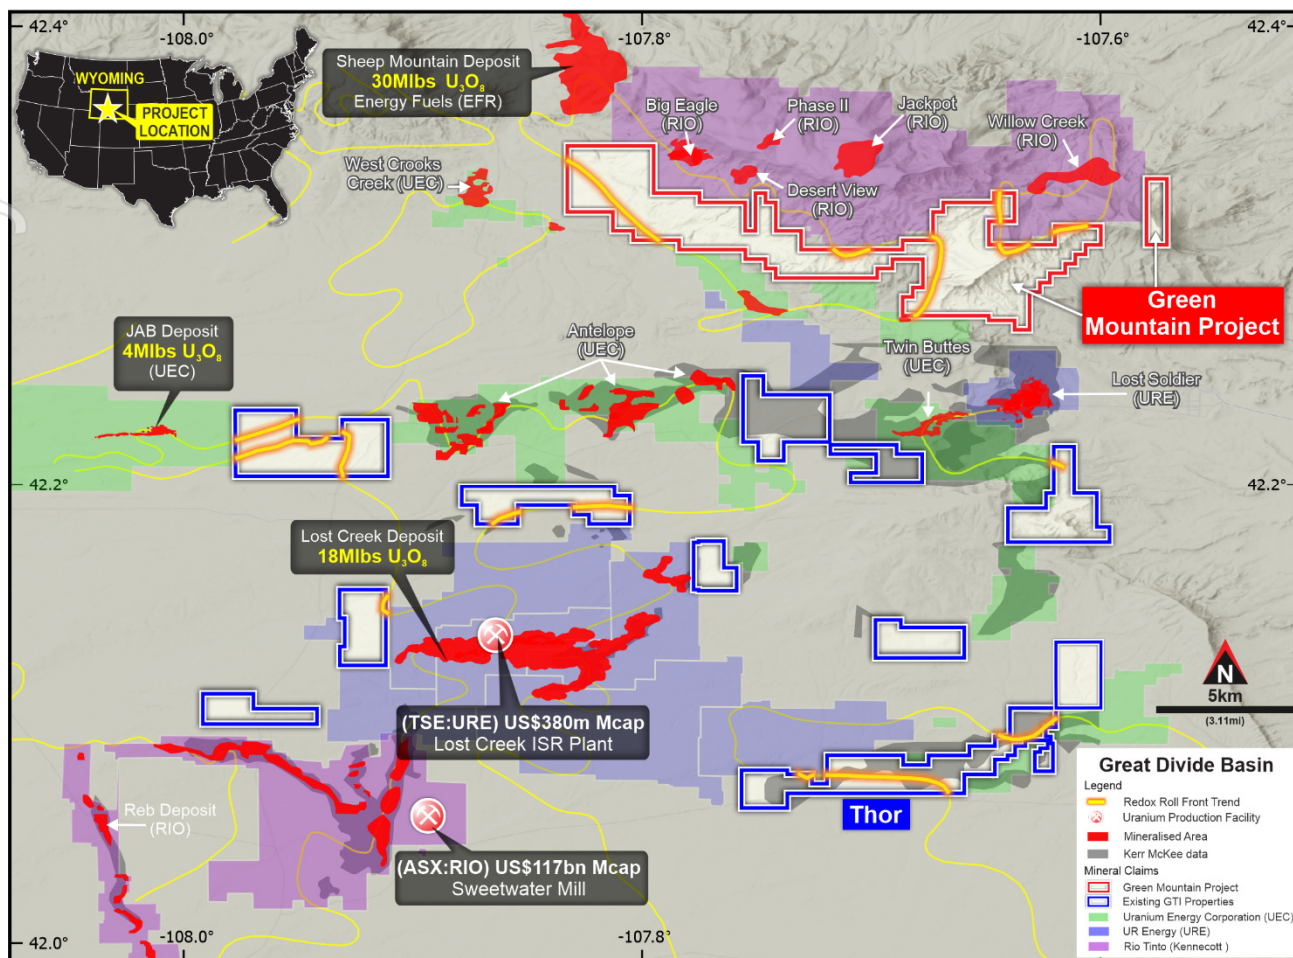 42.4°
-108.0°
-107.8°
-107.6°
42.4°
WYOMING
PROJECT
LOCATION
Sheep Mountain Deposit
30Mlbs U₃O₈
Energy Fuels (EFR)
Big Eagle
(RIO)
Phase II
(RIO)
Jackpot
(RIO)
Willow Creek
(RIO)
West Crooks
Creek (UEC)
Desert View
(RIO)
Green
Mountain Project
JAB Deposit
4Mlbs U₃O₈
(UEC)
Antelope
(UEC)
Twin Buttes
(UEC)
Lost Soldier
(URE)
42.2°
42.2°
Lost Creek Deposit
18Mlbs U₃O₈
(TSE:URE) US$380m Mcap
Lost Creek ISR Plant
N
5km
(3.11mi)
Reb Deposit
(RIO)
Thor
(ASX:RIO) US$117bn Mcap
Sweetwater Mill
Great Divide Basin
Legend
Redox Roll Front Trend
Uranium Production Facility
Mineralised Area
Kerr McKee data
Mineral Claims
Green Mountain Project
Existing GTI Properties
Uranium Energy Corporation (UEC)
UR Energy (URE)
Rio Tinto (Kennecott )
42.0°
-108.0°
-107.8°